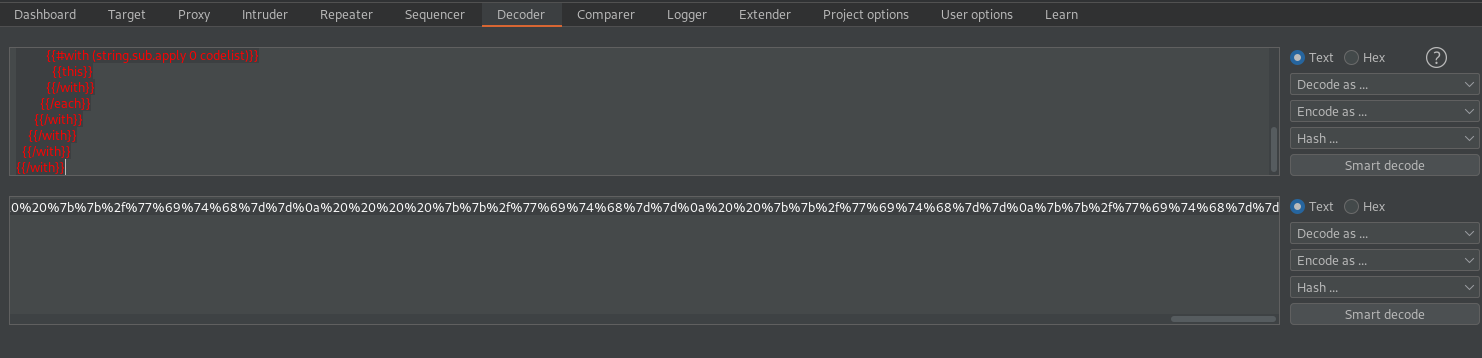 Dashboard Target Proxy Intruder Repeater Sequencer Decoder Comparer Logger Extender Project options User options Learn
{{#with (string.sub.apply 0 codelist)}}
{{this}}
{{/with}}
{{/each}}
{{/with}}
{{/with}}
{{/with}}
{{/with}}
Text Hex ?
Decode as ...
Encode as ...
Hash ...
Smart decode
0%20%7b%7b%2f%77%69%74%68%7d%7d%0a%20%20%20%20%7b%7b%2f%77%69%74%68%7d%7d%0a%20%20%7b%7b%2f%77%69%74%68%7d%7d%0a%7b%7b%2f%77%69%74%68%7d%7d
Text Hex
Decode as ...
Encode as ...
Hash ...
Smart decode